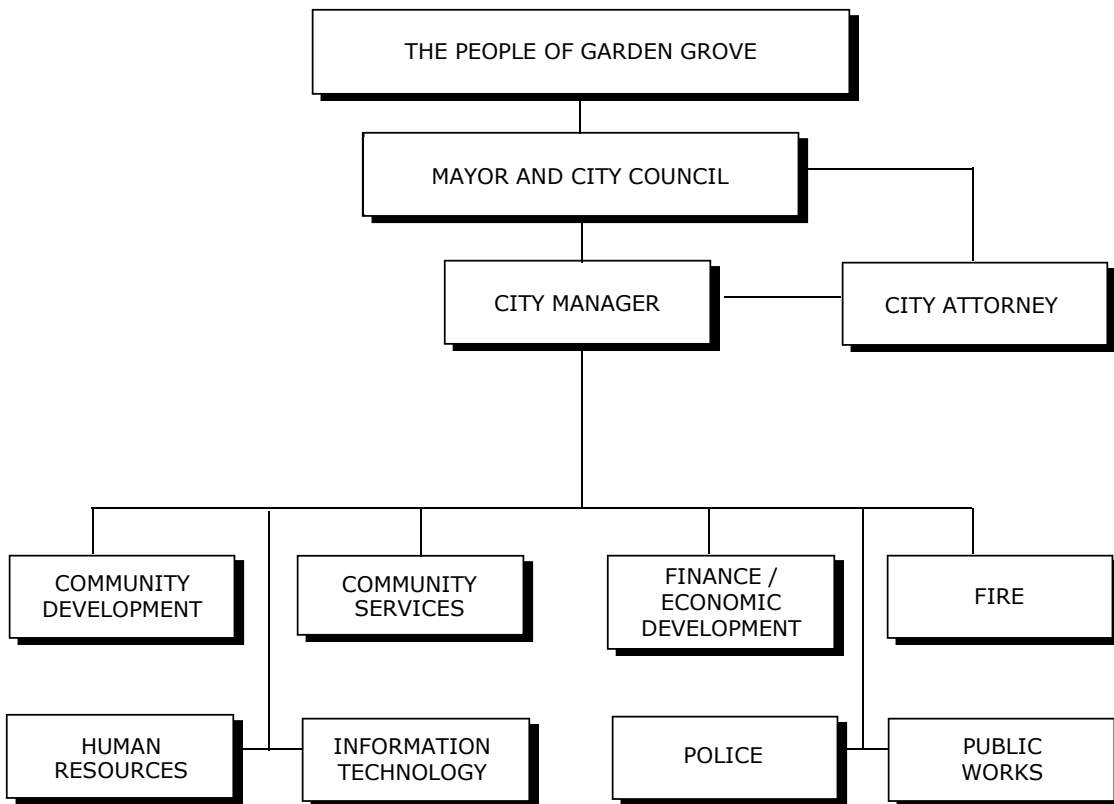 THE PEOPLE OF GARDEN GROVE
MAYOR AND CITY COUNCIL
CITY MANAGER
CITY ATTORNEY
COMMUNITY
DEVELOPMENT
COMMUNITY
SERVICES
FINANCE /
ECONOMIC
DEVELOPMENT
FIRE
HUMAN
RESOURCES
INFORMATION
TECHNOLOGY
POLICE
PUBLIC
WORKS